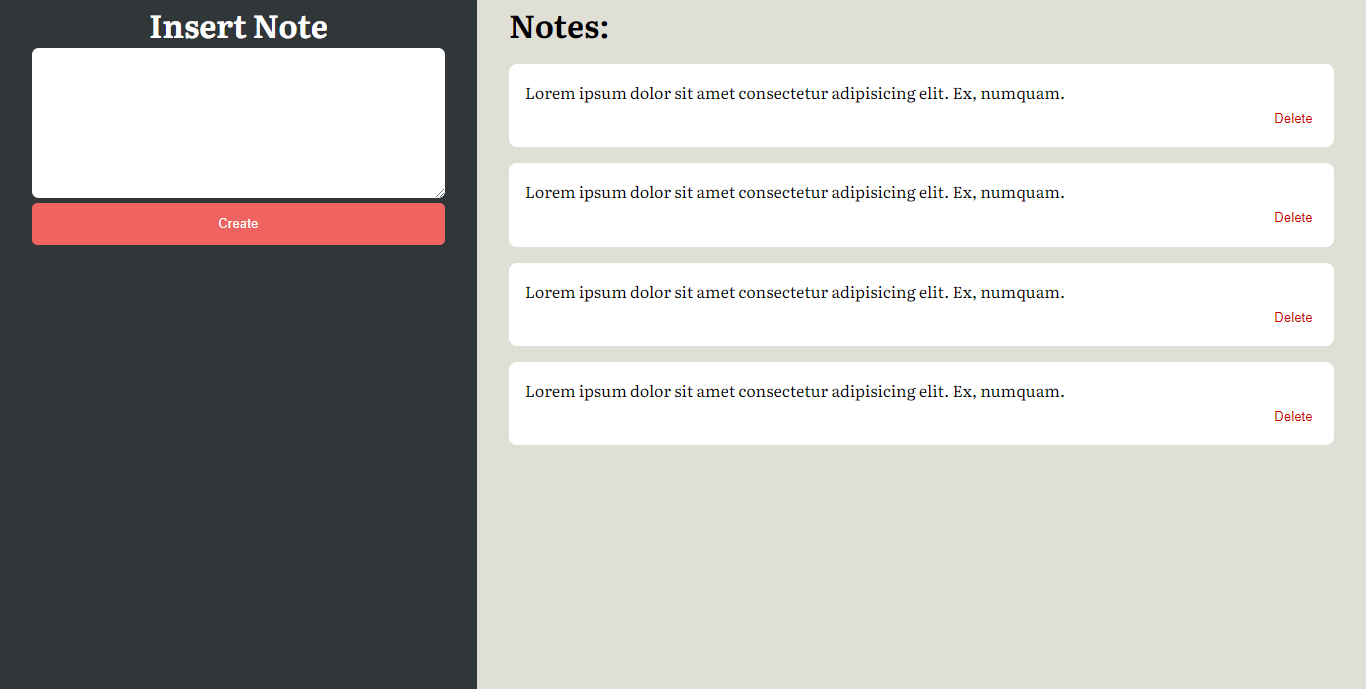 Insert Note
Create
Notes:
Lorem ipsum dolor sit amet consectetur adipisicing elit. Ex, numquam.
Delete
Lorem ipsum dolor sit amet consectetur adipisicing elit. Ex, numquam.
Delete
Lorem ipsum dolor sit amet consectetur adipisicing elit. Ex, numquam.
Delete
Lorem ipsum dolor sit amet consectetur adipisicing elit. Ex, numquam.
Delete